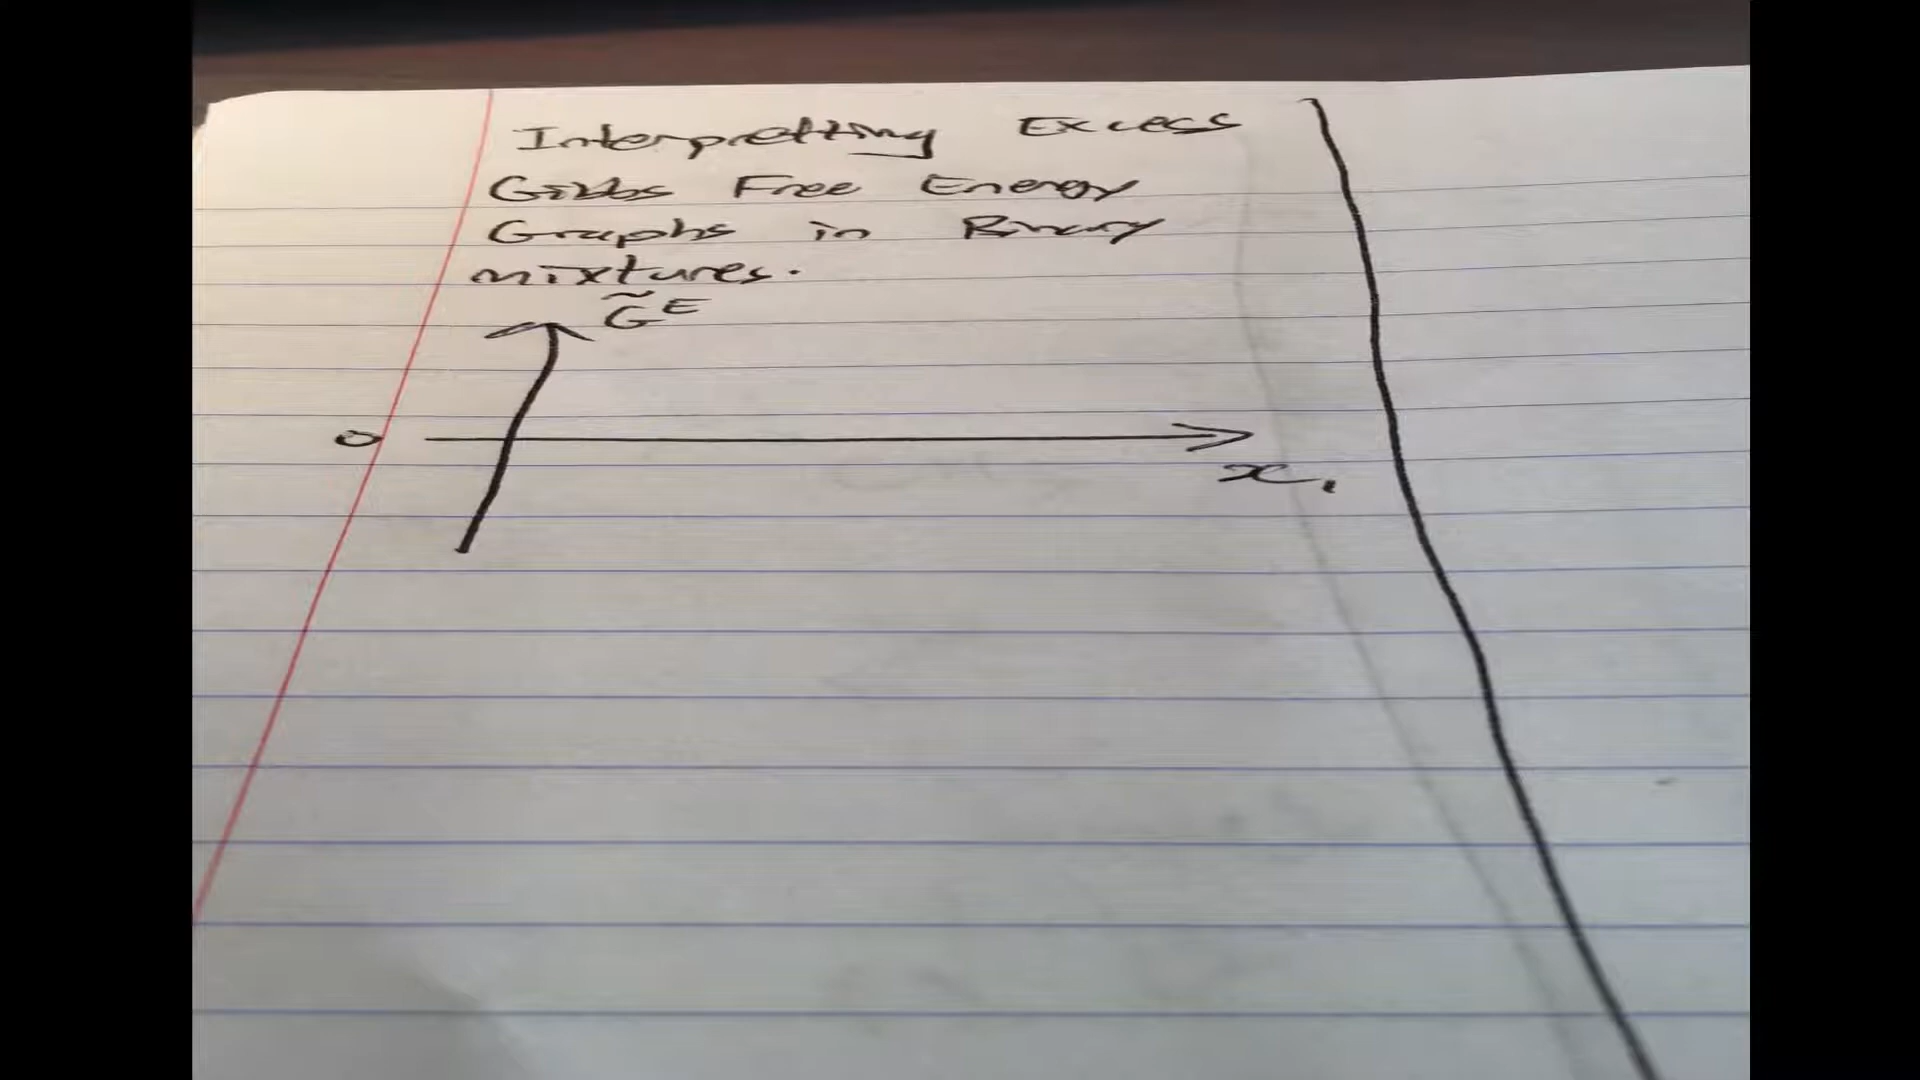 Interpretting Excess
Gibbs Free Energy
Graphs in Binary
mixtures.
G̃ᴱ
0
x₁